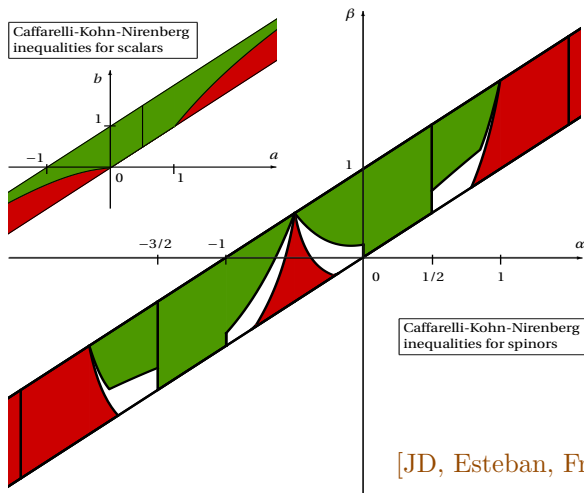 Caffarelli-Kohn-Nirenberg
inequalities for scalars
b
1
−1
0
1
a
β
1
−3/2
−1
0
1/2
1
α
Caffarelli-Kohn-Nirenberg
inequalities for spinors
[JD, Esteban, Fr